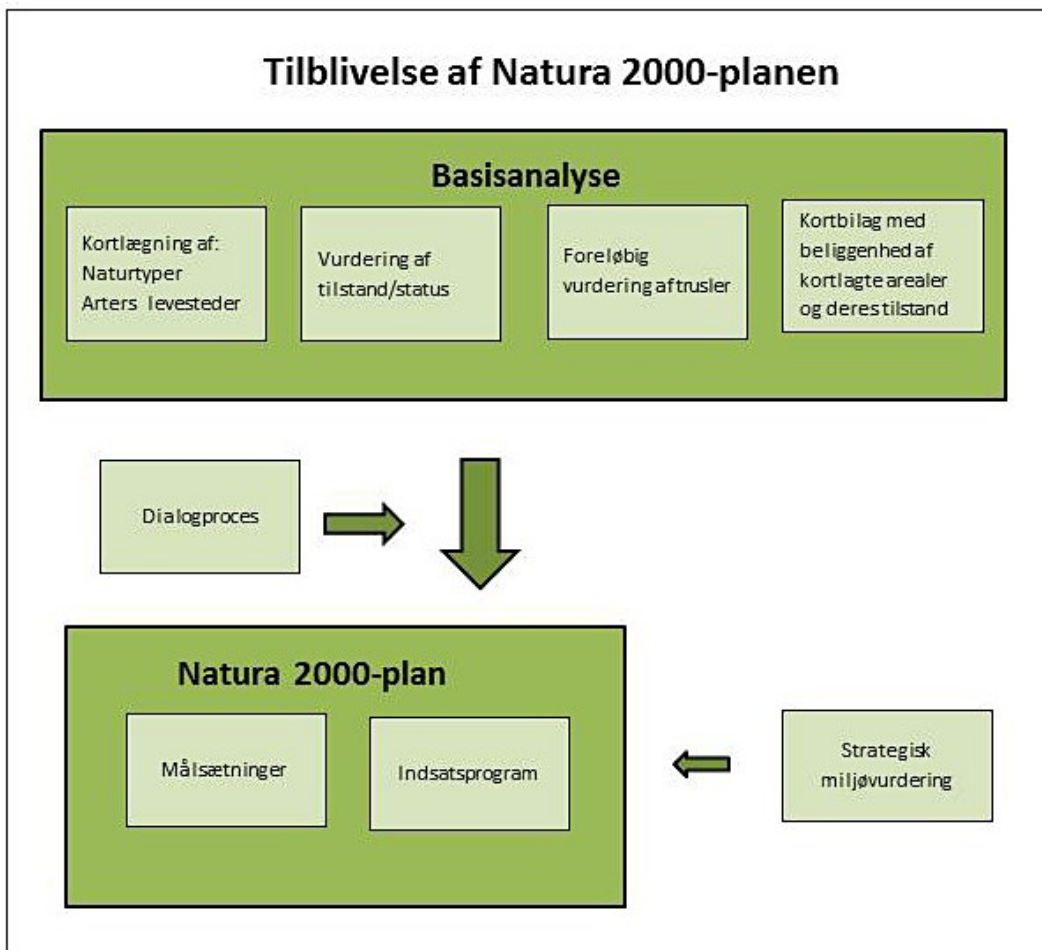 Tilblivelse af Natura 2000-planen
Basisanalyse
Kortlægning af:
Naturtyper
Arters levesteder
Vurdering af
tilstand/status
Foreløbig
vurdering af trusler
Kortbilag med
beliggenhed af
kortlagte arealer
og deres tilstand
Dialogproces
Natura 2000-plan
Målsætninger
Indsatsprogram
Strategisk
miljøvurdering